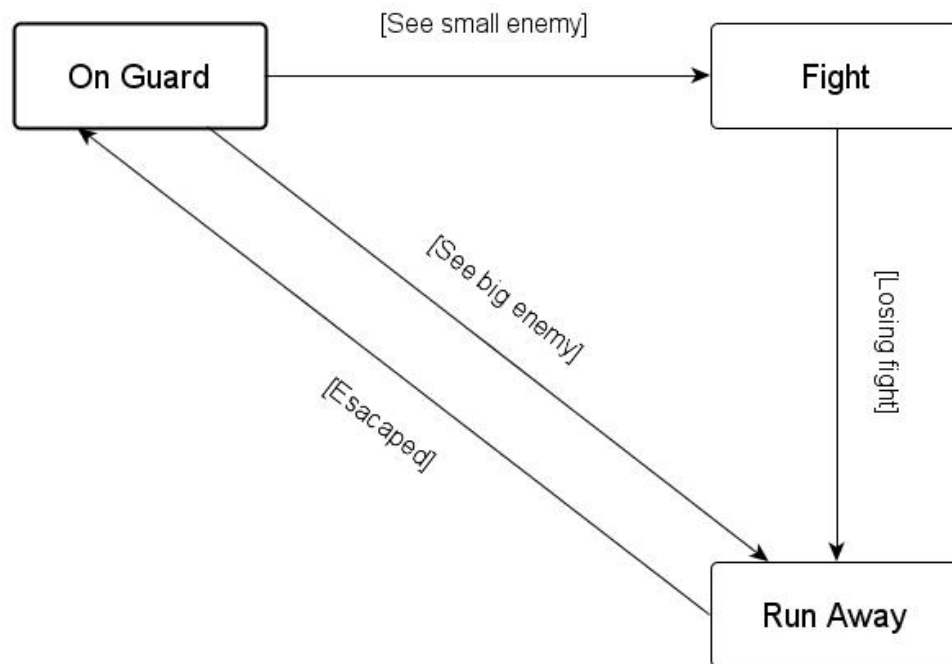 [See small enemy]
On Guard
Fight
[See big enemy]
[Losing fight]
[Esacaped]
Run Away